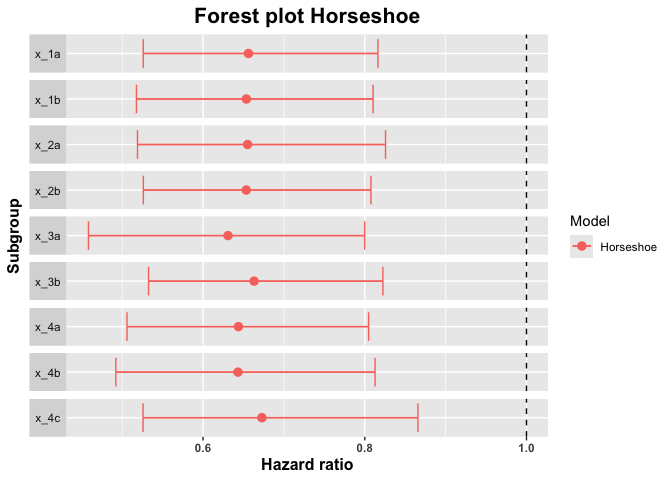 Forest plot Horseshoe
x_1a
x_1b
x_2a
x_2b
x_3a
x_3b
x_4a
x_4b
x_4c
Subgroup
0.6 0.8 1.0
Hazard ratio
Model
Horseshoe